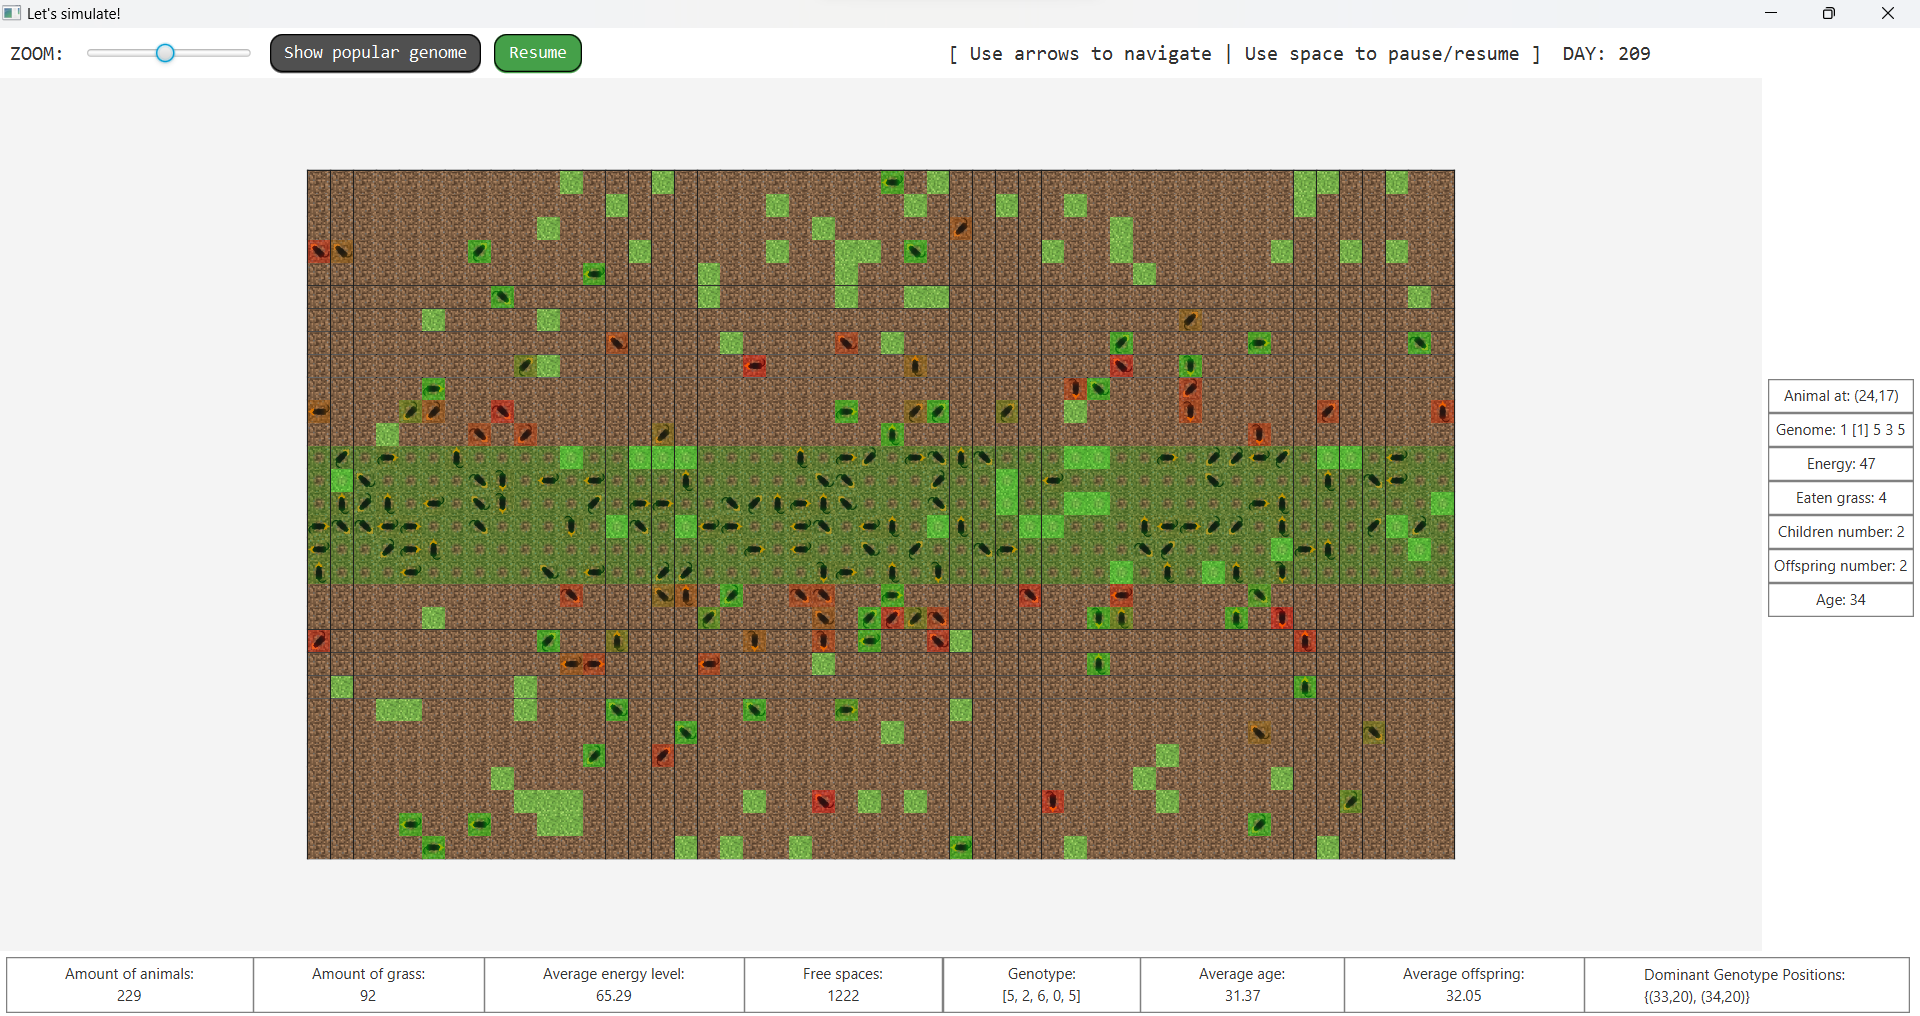 Let's simulate!
ZOOM:
Show popular genome
Resume
[ Use arrows to navigate | Use space to pause/resume ] DAY: 209
Animal at: (24,17)
Genome: 1 [1] 5 3 5
Energy: 47
Eaten grass: 4
Children number: 2
Offspring number: 2
Age: 34
Amount of animals:
229
Amount of grass:
92
Average energy level:
65.29
Free spaces:
1222
Genotype:
[5, 2, 6, 0, 5]
Average age:
31.37
Average offspring:
32.05
Dominant Genotype Positions:
{(33,20), (34,20)}